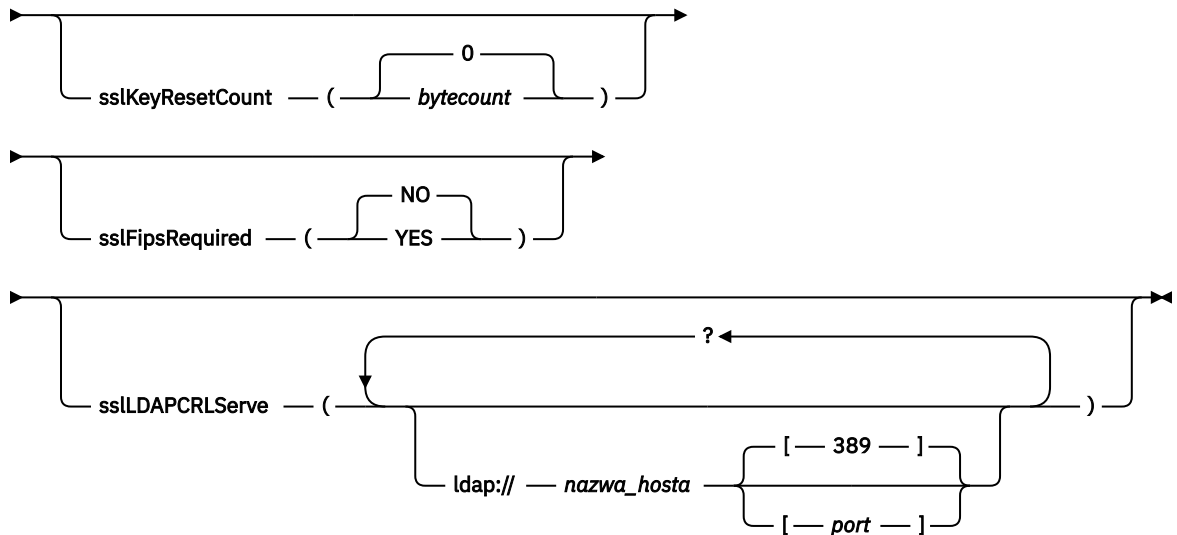 0
sslKeyResetCount ( bytecount )
NO
sslFipsRequired ( YES )
?
sslLDAPCRLServe ( )
[ 389 ]
ldap:// nazwa_hosta
[ port ]